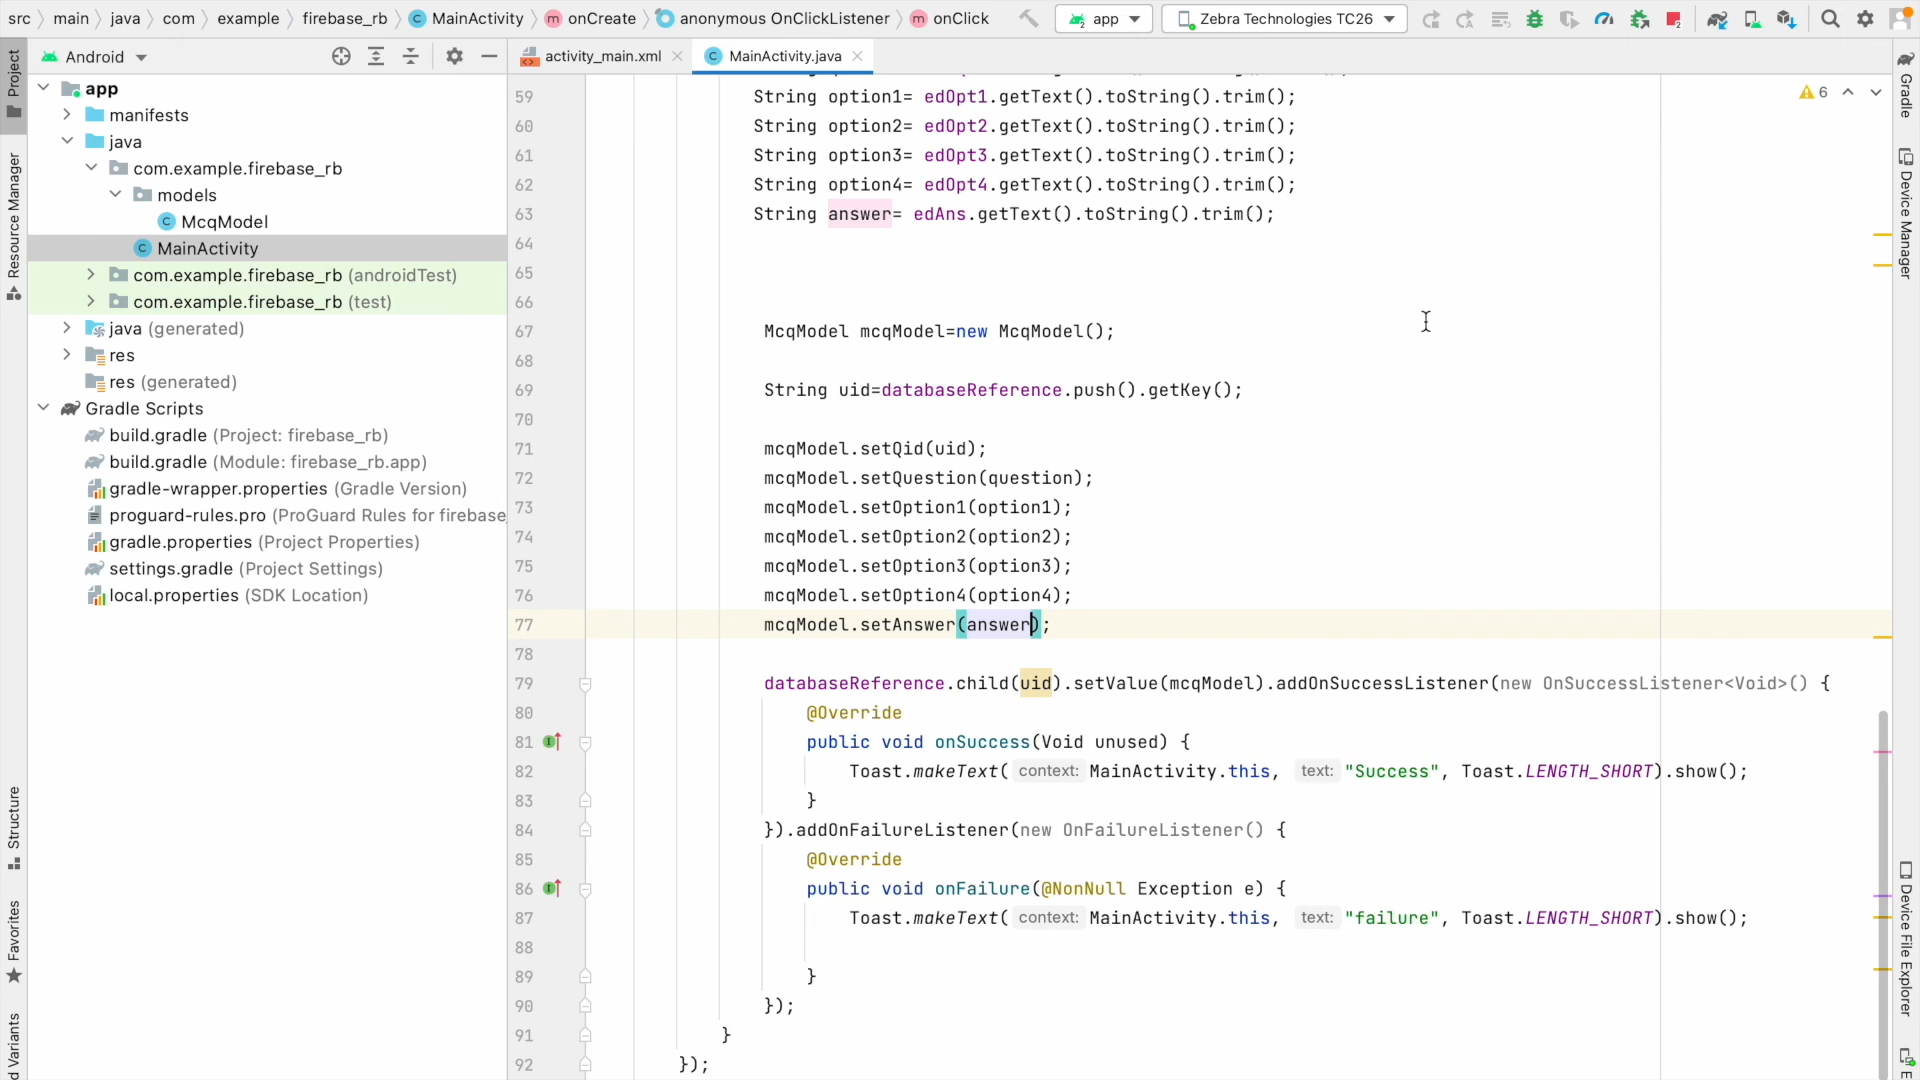 src main java com example firebase_rb MainActivity onCreate anonymous OnClickListener onClick app Zebra Technologies TC26
Android
activity_main.xml MainActivity.java
Project
Resource Manager
Structure
Favorites
d Variants
app
manifests
java
com.example.firebase_rb
models
McqModel
MainActivity
com.example.firebase_rb (androidTest)
com.example.firebase_rb (test)
java (generated)
res
res (generated)
Gradle Scripts
build.gradle (Project: firebase_rb)
build.gradle (Module: firebase_rb.app)
gradle-wrapper.properties (Gradle Version)
proguard-rules.pro (ProGuard Rules for firebase_
gradle.properties (Project Properties)
settings.gradle (Project Settings)
local.properties (SDK Location)
59 String option1= edOpt1.getText().toString().trim();
60 String option2= edOpt2.getText().toString().trim();
61 String option3= edOpt3.getText().toString().trim();
62 String option4= edOpt4.getText().toString().trim();
63 String answer= edAns.getText().toString().trim();
64
65
66
67 McqModel mcqModel=new McqModel();
68
69 String uid=databaseReference.push().getKey();
70
71 mcqModel.setQid(uid);
72 mcqModel.setQuestion(question);
73 mcqModel.setOption1(option1);
74 mcqModel.setOption2(option2);
75 mcqModel.setOption3(option3);
76 mcqModel.setOption4(option4);
77 mcqModel.setAnswer(answer);
78
79 databaseReference.child(uid).setValue(mcqModel).addOnSuccessListener(new OnSuccessListener<Void>() {
80 @Override
81 public void onSuccess(Void unused) {
82 Toast.makeText( context: MainActivity.this, text: "Success", Toast.LENGTH_SHORT).show();
83 }
84 }).addOnFailureListener(new OnFailureListener() {
85 @Override
86 public void onFailure(@NonNull Exception e) {
87 Toast.makeText( context: MainActivity.this, text: "failure", Toast.LENGTH_SHORT).show();
88
89 }
90 });
91 }
92 });
6
Gradle
Device Manager
Device File Explorer
E